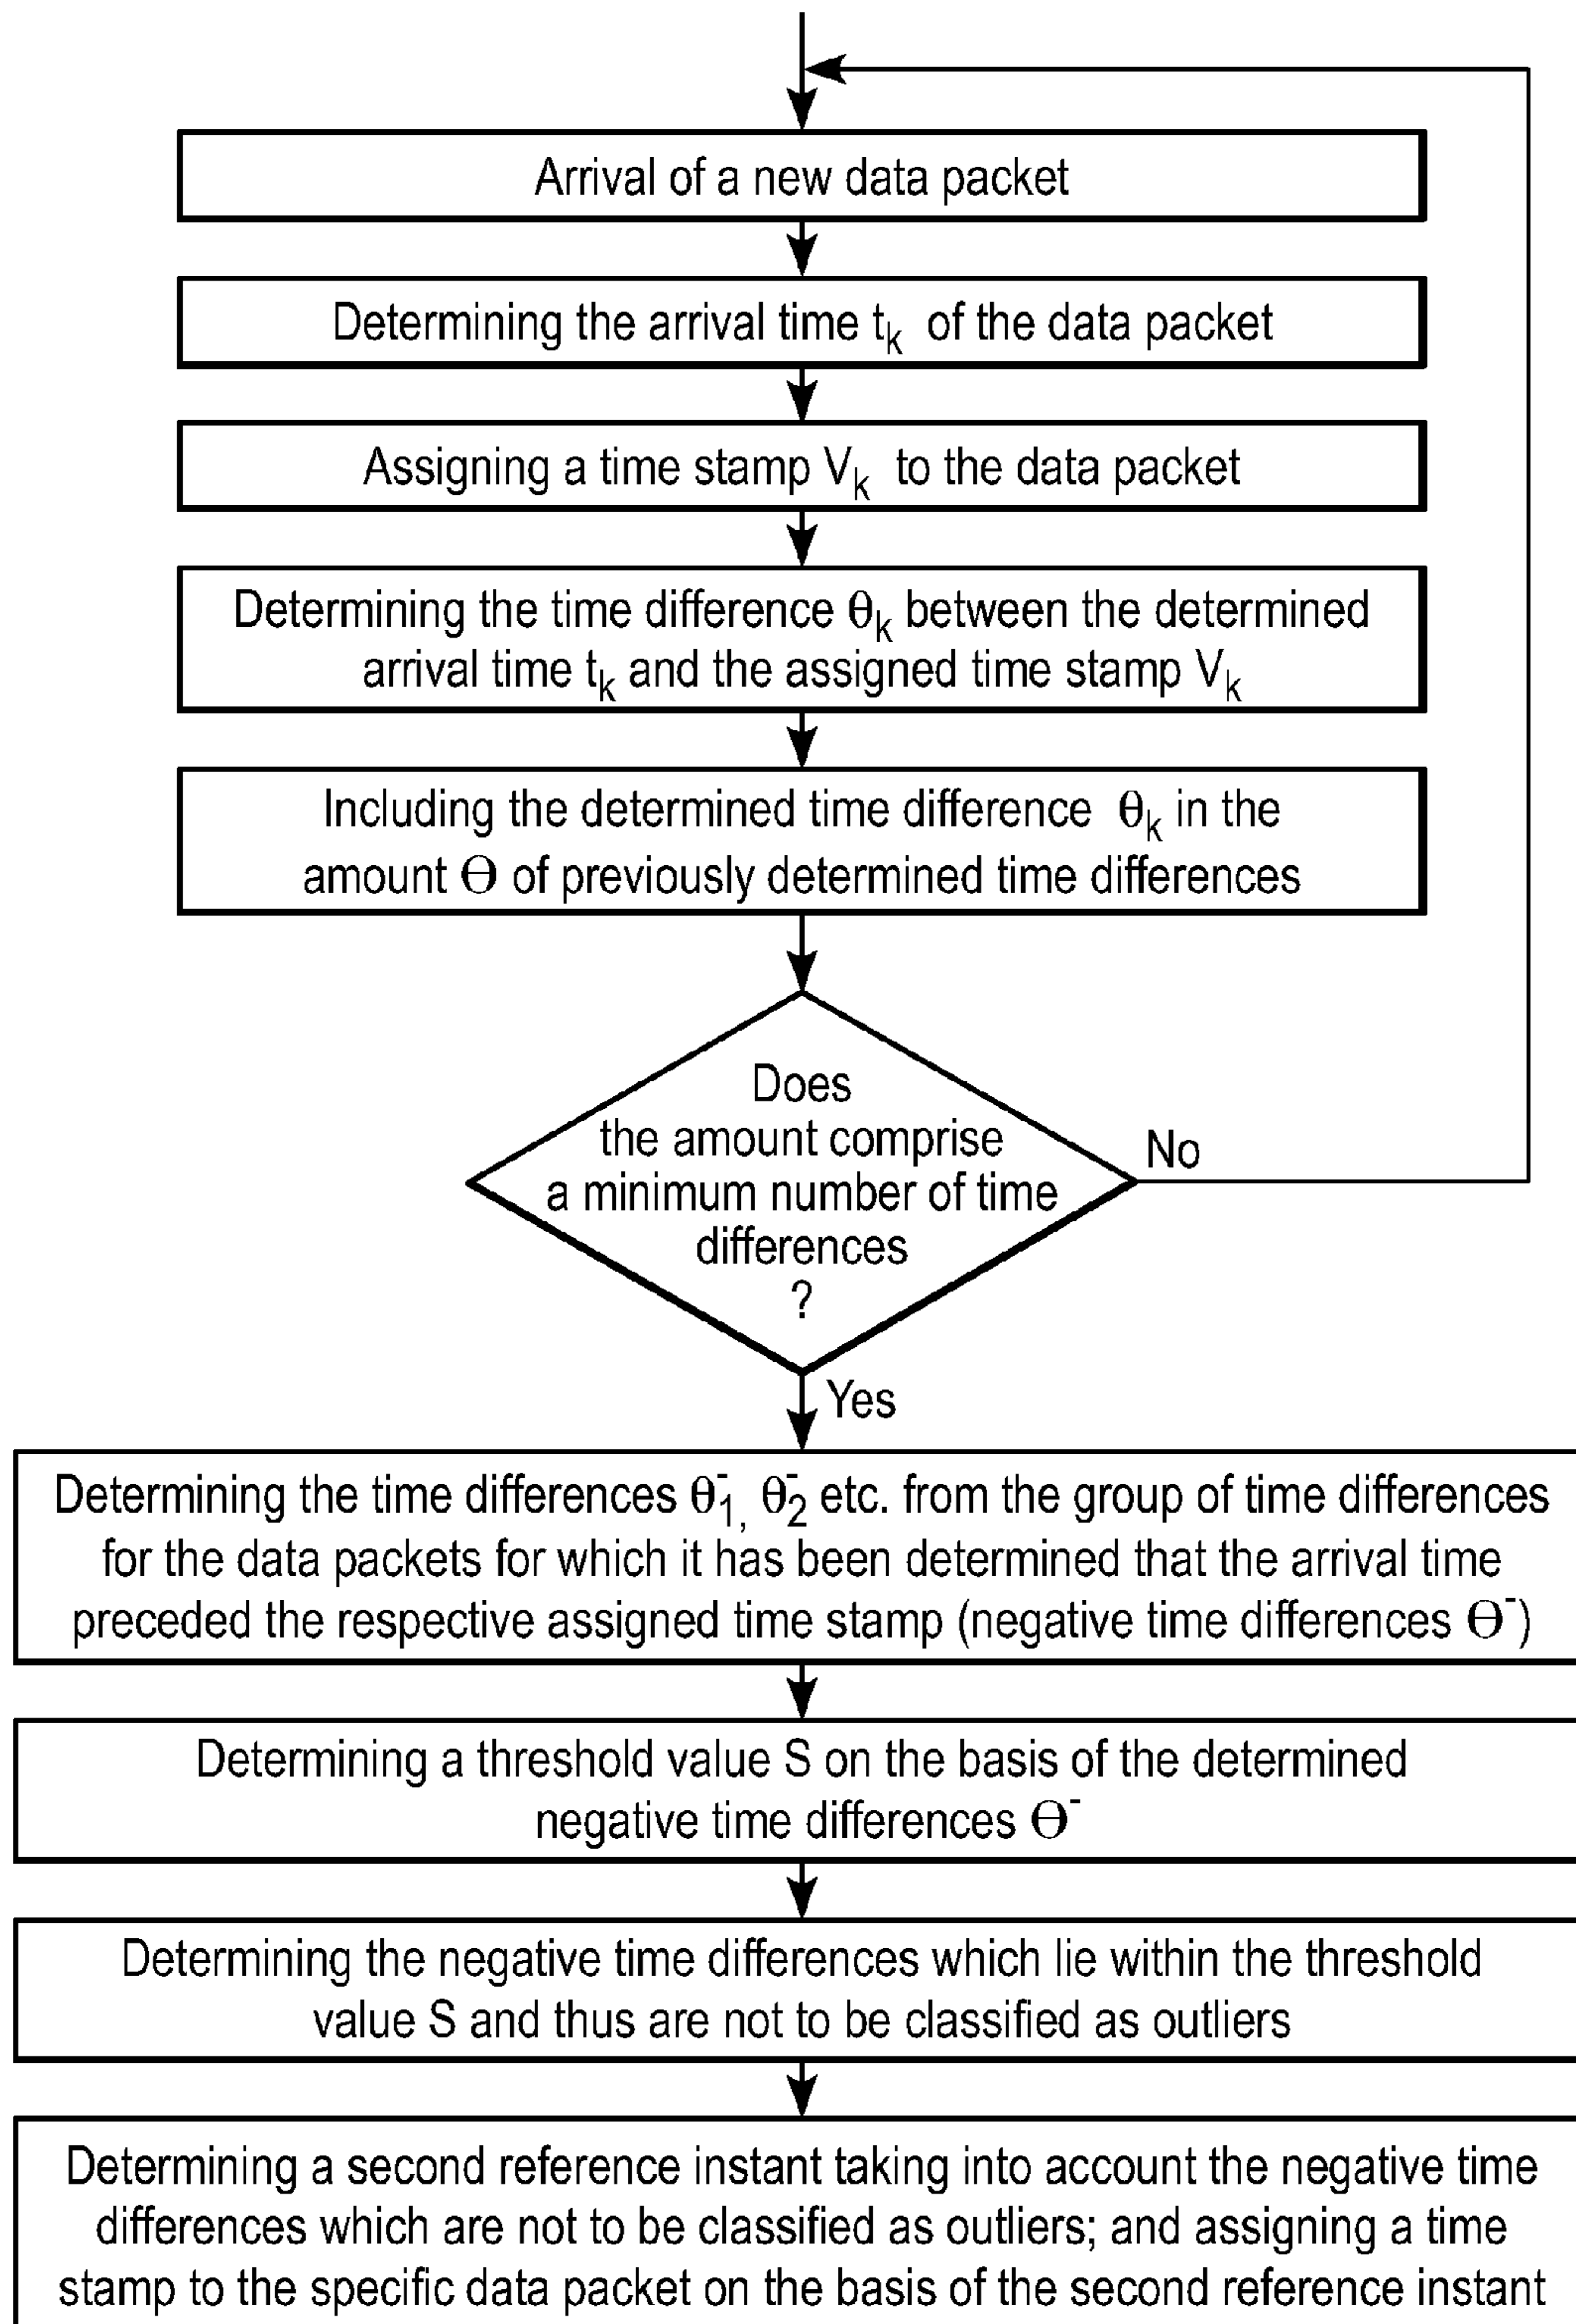 Arrival of a new data packet
Determining the arrival time tₖ of the data packet
Assigning a time stamp Vₖ to the data packet
Determining the time difference θₖ between the determined
arrival time tₖ and the assigned time stamp Vₖ
Including the determined time difference θₖ in the
amount Θ of previously determined time differences
Does
the amount comprise
a minimum number of time
differences
?
No
Yes
Determining the time differences θ₁⁻, θ₂⁻ etc. from the group of time differences
for the data packets for which it has been determined that the arrival time
preceded the respective assigned time stamp (negative time differences Θ⁻)
Determining a threshold value S on the basis of the determined
negative time differences Θ⁻
Determining the negative time differences which lie within the threshold
value S and thus are not to be classified as outliers
Determining a second reference instant taking into account the negative time
differences which are not to be classified as outliers; and assigning a time
stamp to the specific data packet on the basis of the second reference instant